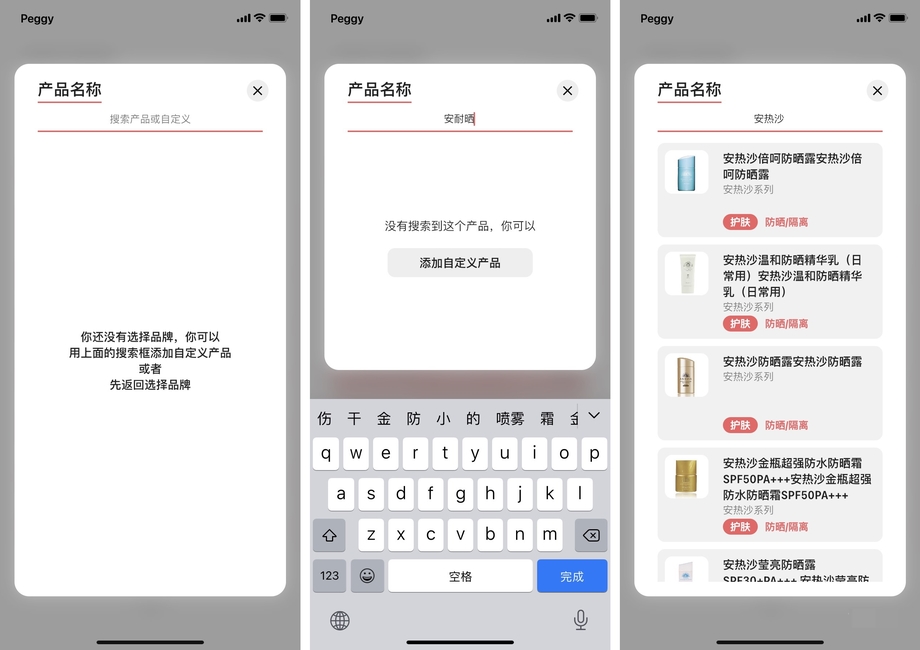 Peggy
产品名称
搜索产品或自定义
你还没有选择品牌，你可以
用上面的搜索框添加自定义产品
或者
先返回选择品牌
Peggy
产品名称
安耐晒
没有搜索到这个产品，你可以
添加自定义产品
伤 干 金 防 小 的 喷雾 霜
q w e r t y u i o p
a s d f g h j k l
z x c v b n m
123 空格 完成
Peggy
产品名称
安热沙
安热沙倍呵防晒露安热沙倍
呵防晒露
安热沙系列
护肤 防晒/隔离
安热沙温和防晒精华乳（日
常用）安热沙温和防晒精华
乳（日常用）
安热沙系列
护肤 防晒/隔离
安热沙防晒露安热沙防晒露
安热沙系列
护肤 防晒/隔离
安热沙金瓶超强防水防晒霜
SPF50PA+++安热沙金瓶超强
防水防晒霜SPF50PA+++
安热沙系列
护肤 防晒/隔离
安热沙莹亮防晒露
SPF30+PA+++ 安热沙莹亮防